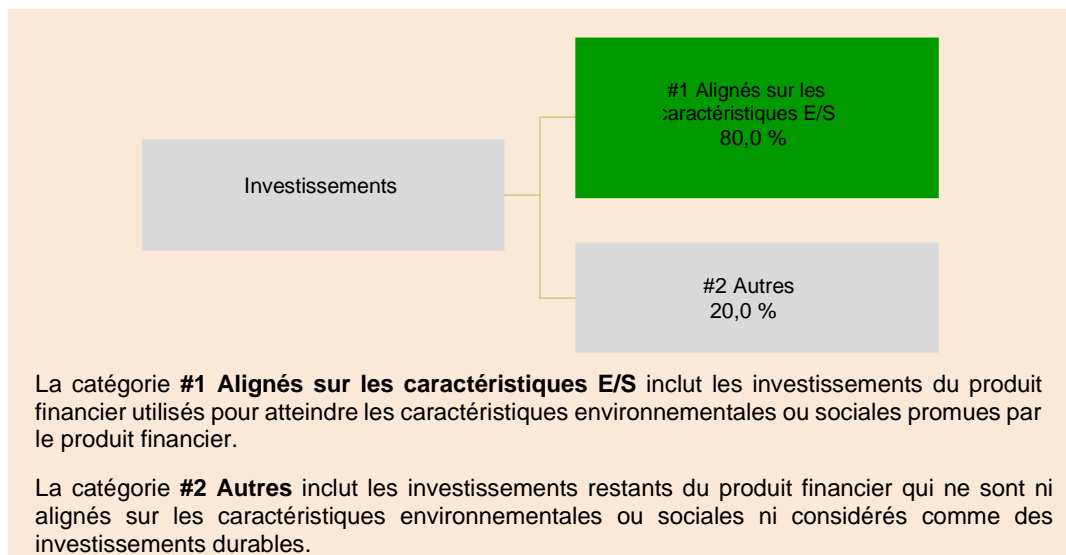 #1 Alignés sur les
caractéristiques E/S
80,0 %
Investissements
#2 Autres
20,0 %
La catégorie #1 Alignés sur les caractéristiques E/S inclut les investissements du produit
financier utilisés pour atteindre les caractéristiques environnementales ou sociales promues par
le produit financier.
La catégorie #2 Autres inclut les investissements restants du produit financier qui ne sont ni
alignés sur les caractéristiques environnementales ou sociales ni considérés comme des
investissements durables.